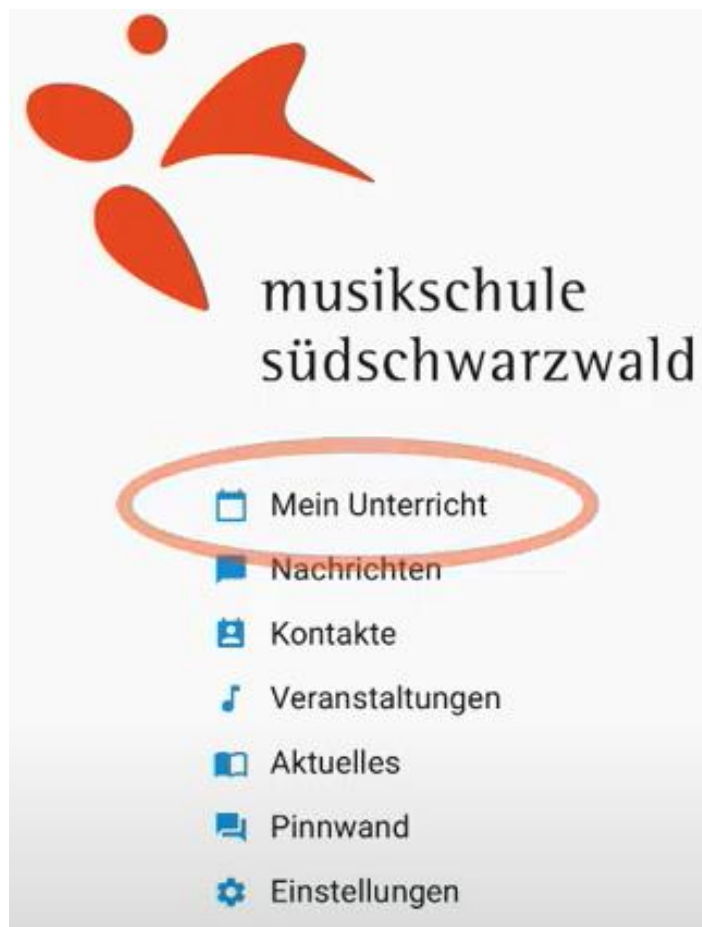 musikschule
südschwarzwald
Mein Unterricht
Nachrichten
Kontakte
Veranstaltungen
Aktuelles
Pinnwand
Einstellungen